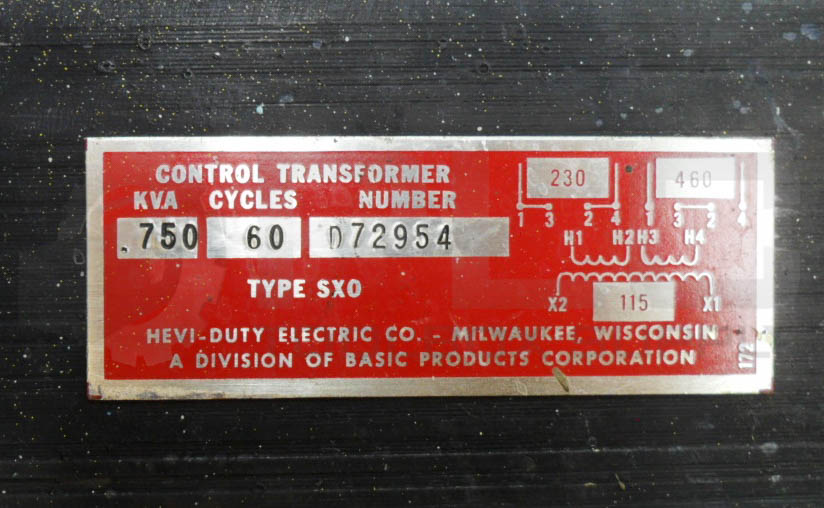 CONTROL TRANSFORMER
KVA CYCLES NUMBER
.750 60 D72954
TYPE SXO
230 460
1 3 2 4 1 3 2 4
H1 H2 H3 H4
X2 115 X1
HEVI-DUTY ELECTRIC CO. - MILWAUKEE, WISCONSIN
A DIVISION OF BASIC PRODUCTS CORPORATION
172